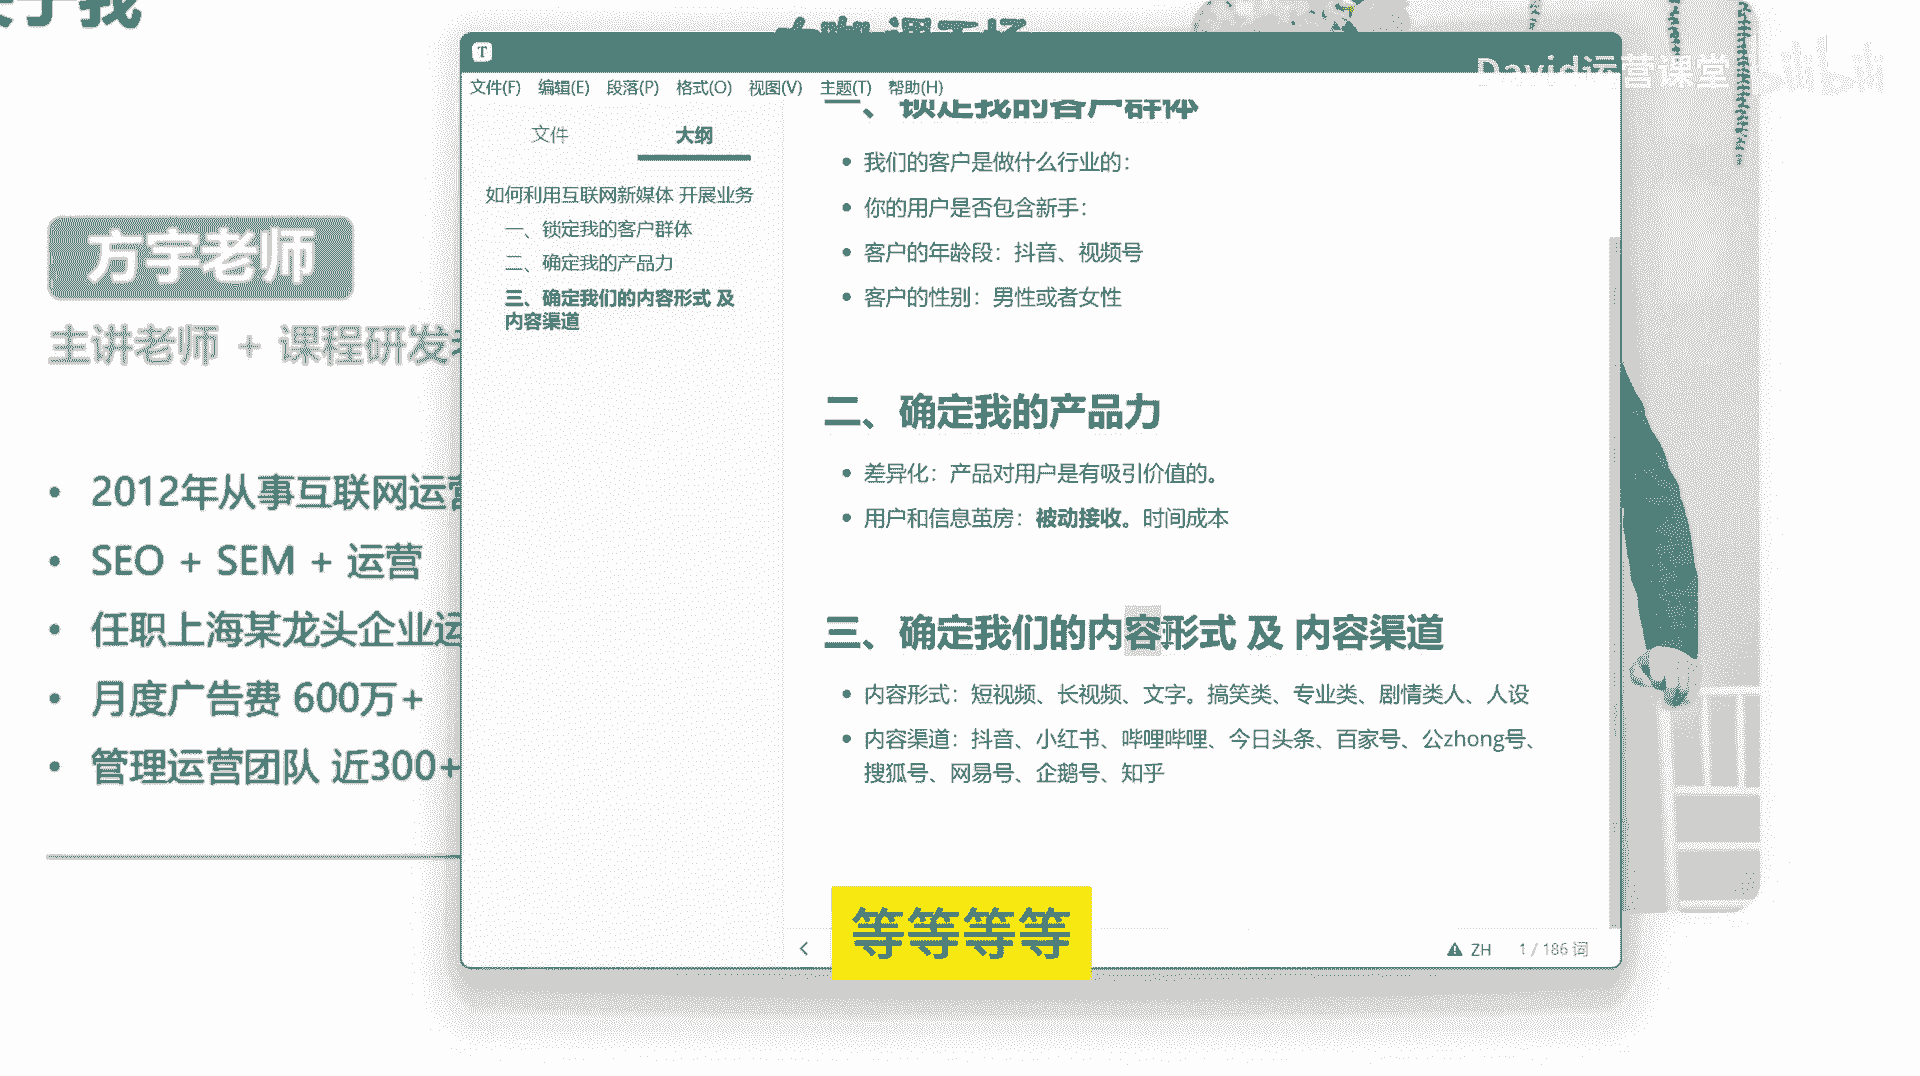 David运营课堂
bilibili
方宇老师
主讲老师 + 课程研发
2012年从事互联网运营
SEO + SEM + 运营
任职上海某龙头企业运
月度广告费 600万+
管理运营团队 近300+
T
文件(F) 编辑(E) 段落(P) 格式(O) 视图(V) 主题(T) 帮助(H)
文件 大纲
如何利用互联网新媒体 开展业务
一、锁定我的客户群体
二、确定我的产品力
三、确定我们的内容形式 及
内容渠道
一、锁定我的客户群体
我们的客户是做什么行业的：
你的用户是否包含新手：
客户的年龄段：抖音、视频号
客户的性别：男性或者女性
二、确定我的产品力
差异化：产品对用户是有吸引价值的。
用户和信息茧房：被动接收。时间成本
三、确定我们的内容形式 及 内容渠道
内容形式：短视频、长视频、文字。搞笑类、专业类、剧情类人、人设
内容渠道：抖音、小红书、哔哩哔哩、今日头条、百家号、公zhong号、
搜狐号、网易号、企鹅号、知乎
等等等等
ZH 1 / 186 词